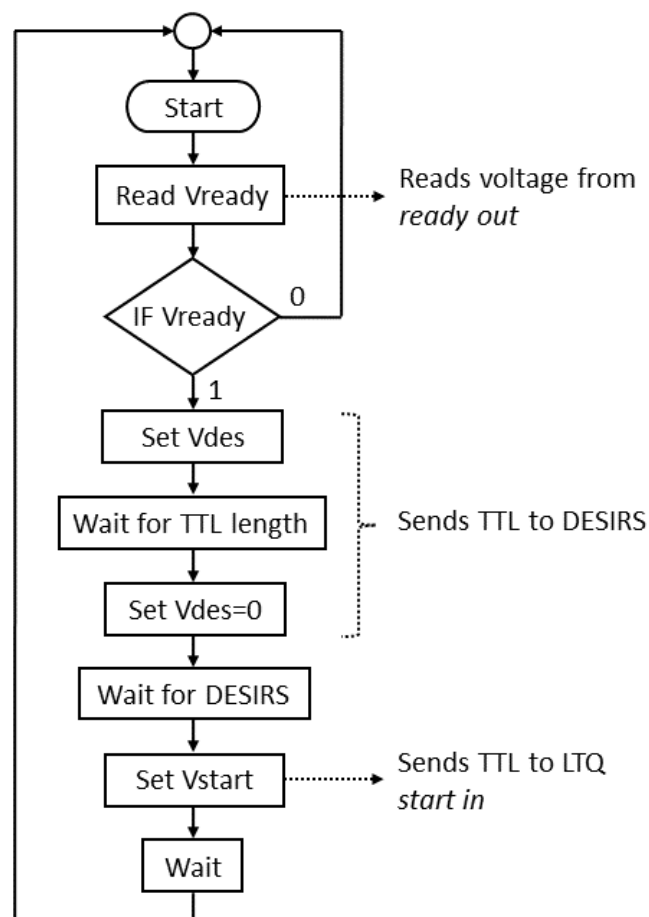 Start
Read Vready
Reads voltage from
ready out
IF Vready
0
1
Set Vdes
Wait for TTL length
Sends TTL to DESIRS
Set Vdes=0
Wait for DESIRS
Set Vstart
Sends TTL to LTQ
start in
Wait